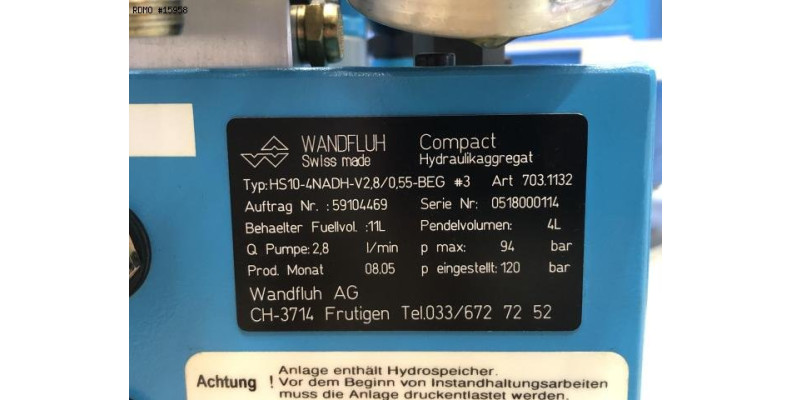 RDMO #15958
WANDFLUH Compact
Swiss made Hydraulikaggregat
Typ:HS10-4NADH-V2,8/0,55-BEG #3 Art 703.1132
Auftrag Nr. :59104469 Serie Nr: 0518000114
Behaelter Fuellvol. :11L Pendelvolumen: 4L
Q Pumpe:2,8 l/min p max: 94 bar
Prod. Monat 08.05 p eingestellt:120 bar
Wandfluh AG
CH-3714 Frutigen Tel.033/672 72 52
Anlage enthält Hydrospeicher.
Achtung ! Vor dem Beginn von Instandhaltungsarbeiten
muss die Anlage druckentlastet werden.